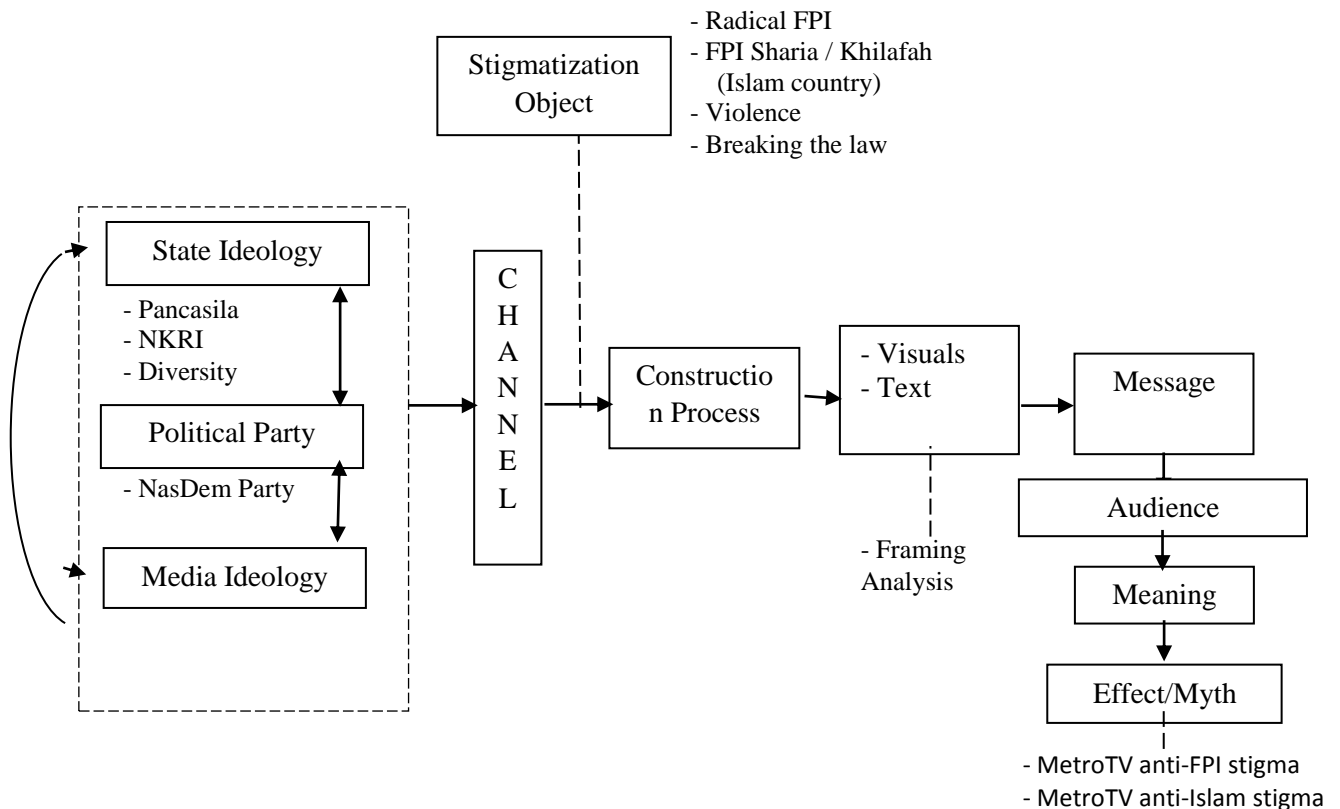 - Radical FPI
- FPI Sharia / Khilafah
(Islam country)
- Violence
- Breaking the law
Stigmatization
Object
State Ideology
- Pancasila
- NKRI
- Diversity
Political Party
- NasDem Party
Media Ideology
C
H
A
N
N
E
L
Constructio
n Process
- Visuals
- Text
- Framing
Analysis
Message
Audience
Meaning
Effect/Myth
- MetroTV anti-FPI stigma
- MetroTV anti-Islam stigma